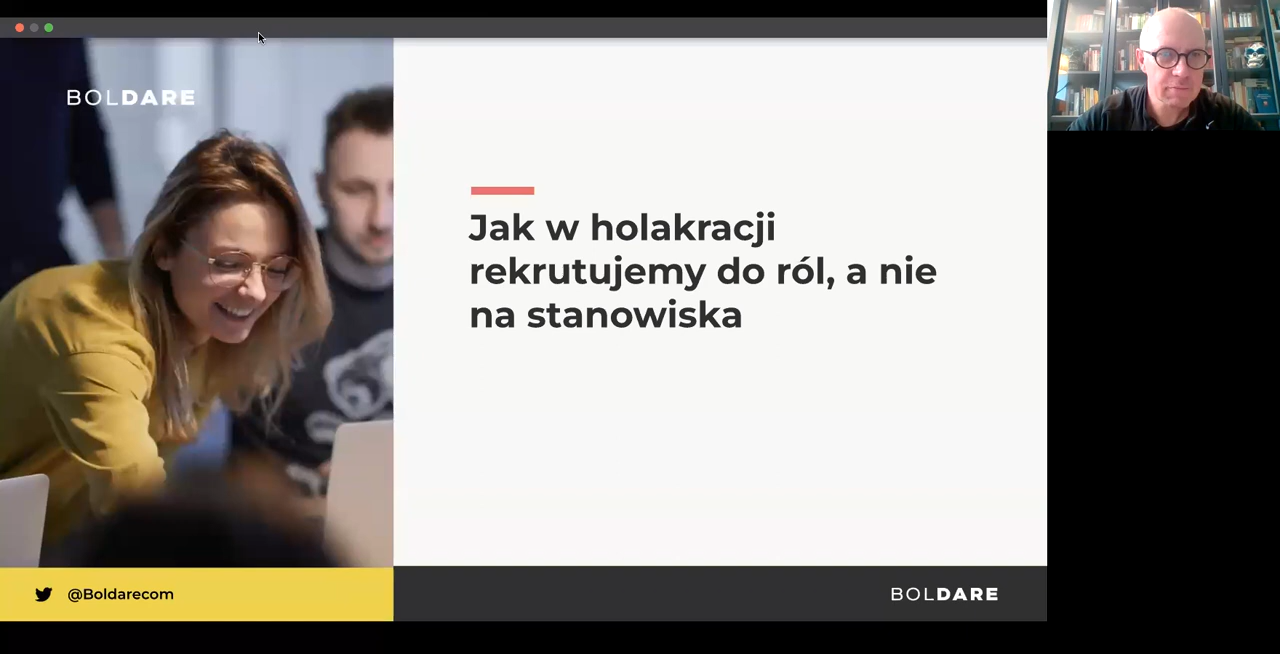 BOLDARE
Jak w holakracji
rekrutujemy do ról, a nie
na stanowiska
@Boldarecom
BOLDARE